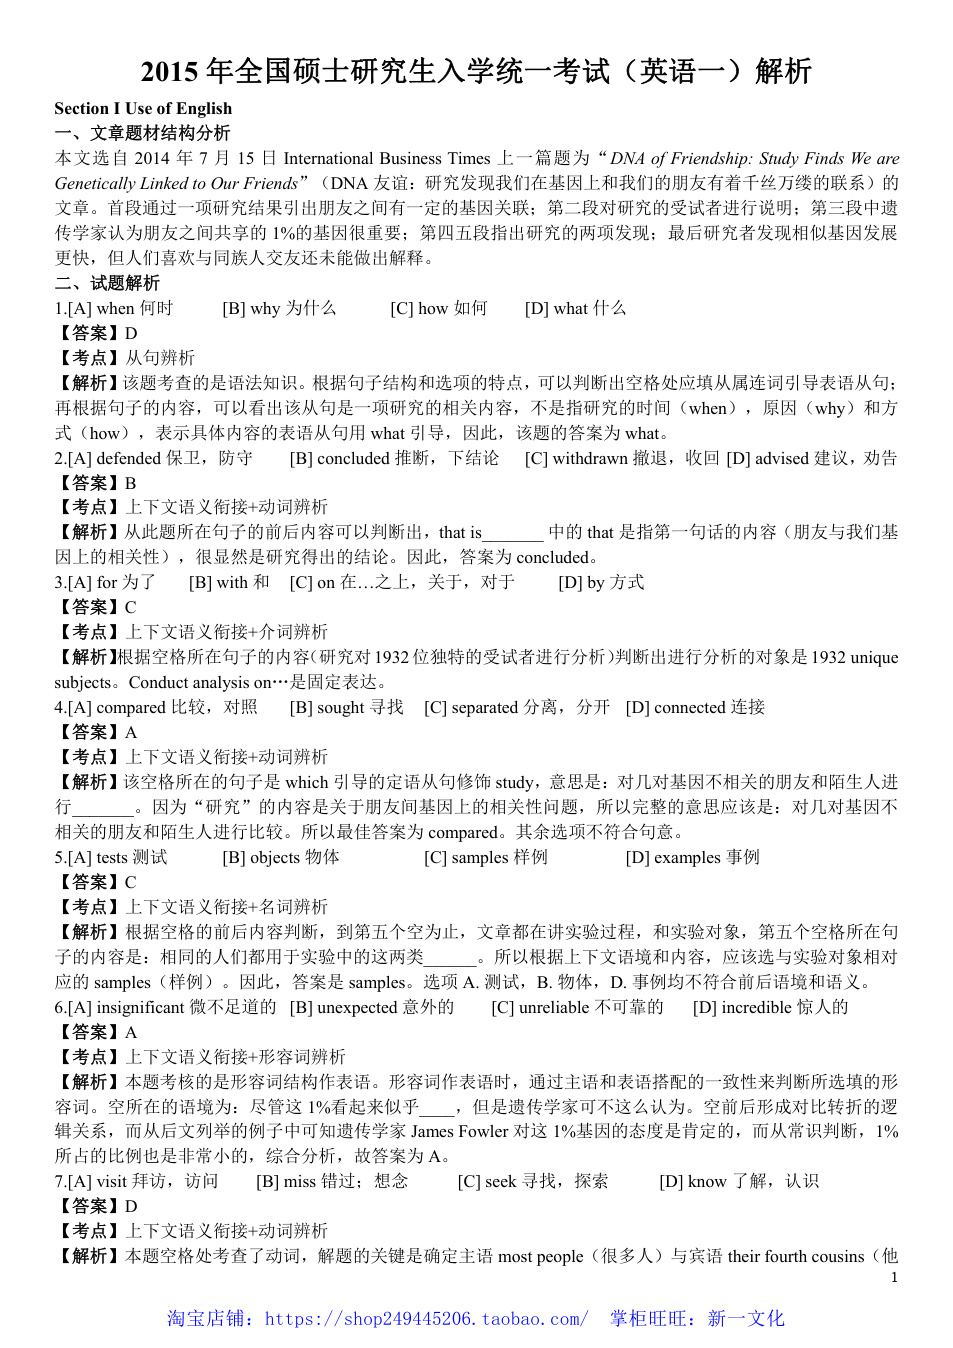 2015 年全国硕士研究生入学统一考试（英语一）解析
Section I Use of English
一、文章题材结构分析
本文选自 2014 年 7 月 15 日 International Business Times 上一篇题为“DNA of Friendship: Study Finds We are
Genetically Linked to Our Friends”（DNA 友谊：研究发现我们在基因上和我们的朋友有着千丝万缕的联系）的
文章。首段通过一项研究结果引出朋友之间有一定的基因关联；第二段对研究的受试者进行说明；第三段中遗
传学家认为朋友之间共享的 1%的基因很重要；第四五段指出研究的两项发现；最后研究者发现相似基因发展
更快，但人们喜欢与同族人交友还未能做出解释。
二、试题解析
1.[A] when 何时 [B] why 为什么 [C] how 如何 [D] what 什么
【答案】D
【考点】从句辨析
【解析】该题考查的是语法知识。根据句子结构和选项的特点，可以判断出空格处应填从属连词引导表语从句；
再根据句子的内容，可以看出该从句是一项研究的相关内容，不是指研究的时间（when），原因（why）和方
式（how），表示具体内容的表语从句用 what 引导，因此，该题的答案为 what。
2.[A] defended 保卫，防守 [B] concluded 推断，下结论 [C] withdrawn 撤退，收回 [D] advised 建议，劝告
【答案】B
【考点】上下文语义衔接+动词辨析
【解析】从此题所在句子的前后内容可以判断出，that is_______ 中的 that 是指第一句话的内容（朋友与我们基
因上的相关性），很显然是研究得出的结论。因此，答案为 concluded。
3.[A] for 为了 [B] with 和 [C] on 在…之上，关于，对于 [D] by 方式
【答案】C
【考点】上下文语义衔接+介词辨析
【解析】根据空格所在句子的内容（研究对 1932 位独特的受试者进行分析）判断出进行分析的对象是 1932 unique
subjects。Conduct analysis on…是固定表达。
4.[A] compared 比较，对照 [B] sought 寻找 [C] separated 分离，分开 [D] connected 连接
【答案】A
【考点】上下文语义衔接+动词辨析
【解析】该空格所在的句子是 which 引导的定语从句修饰 study，意思是：对几对基因不相关的朋友和陌生人进
行_______。因为“研究”的内容是关于朋友间基因上的相关性问题，所以完整的意思应该是：对几对基因不
相关的朋友和陌生人进行比较。所以最佳答案为 compared。其余选项不符合句意。
5.[A] tests 测试 [B] objects 物体 [C] samples 样例 [D] examples 事例
【答案】C
【考点】上下文语义衔接+名词辨析
【解析】根据空格的前后内容判断，到第五个空为止，文章都在讲实验过程，和实验对象，第五个空格所在句
子的内容是：相同的人们都用于实验中的这两类______。所以根据上下文语境和内容，应该选与实验对象相对
应的 samples（样例）。因此，答案是 samples。选项 A. 测试，B. 物体，D. 事例均不符合前后语境和语义。
6.[A] insignificant 微不足道的 [B] unexpected 意外的 [C] unreliable 不可靠的 [D] incredible 惊人的
【答案】A
【考点】上下文语义衔接+形容词辨析
【解析】本题考核的是形容词结构作表语。形容词作表语时，通过主语和表语搭配的一致性来判断所选填的形
容词。空所在的语境为：尽管这 1%看起来似乎____，但是遗传学家可不这么认为。空前后形成对比转折的逻
辑关系，而从后文列举的例子中可知遗传学家 James Fowler 对这 1%基因的态度是肯定的，而从常识判断，1%
所占的比例也是非常小的，综合分析，故答案为 A。
7.[A] visit 拜访，访问 [B] miss 错过；想念 [C] seek 寻找，探索 [D] know 了解，认识
【答案】D
【考点】上下文语义衔接+动词辨析
【解析】本题空格处考查了动词，解题的关键是确定主语 most people（很多人）与宾语 their fourth cousins（他
1
淘宝店铺：https://shop249445206.taobao.com/ 掌柜旺旺：新一文化